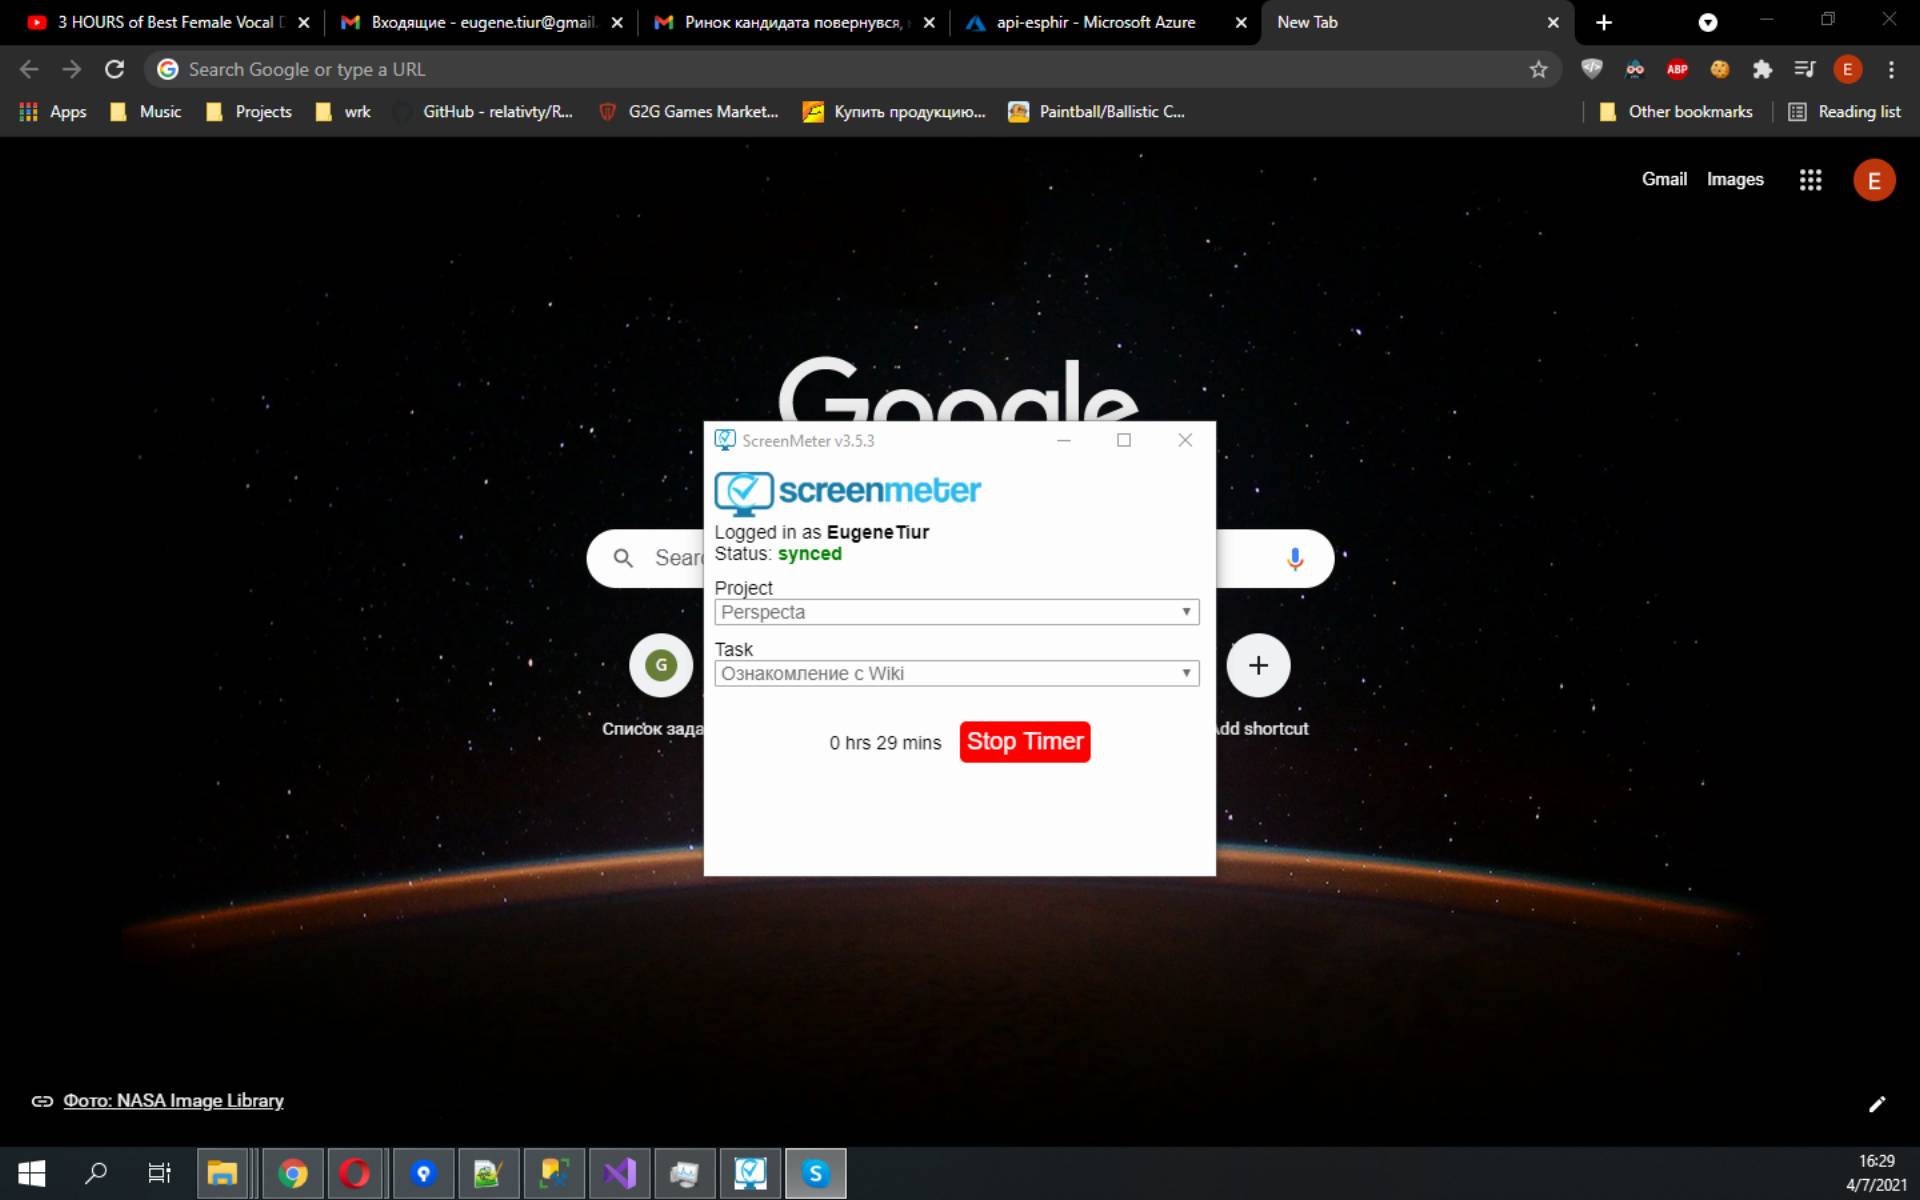 3 HOURS of Best Female Vocal
Входящие - eugene.tiur@gmail.
Ринок кандидата повернувся,
api-esphir - Microsoft Azure
New Tab
Search Google or type a URL
ABP
E
Apps
Music
Projects
wrk
GitHub - relativty/R...
G2G Games Market...
Купить продукцию...
Paintball/Ballistic C...
Other bookmarks
Reading list
Gmail
Images
E
Google
ScreenMeter v3.5.3
screenmeter
Logged in as EugeneTiur
Status: synced
Sear
Project
Perspecta
Task
Ознакомление с Wiki
G
Список зада
dd shortcut
0 hrs 29 mins
Stop Timer
Фото: NASA Image Library
S
16:29
4/7/2021